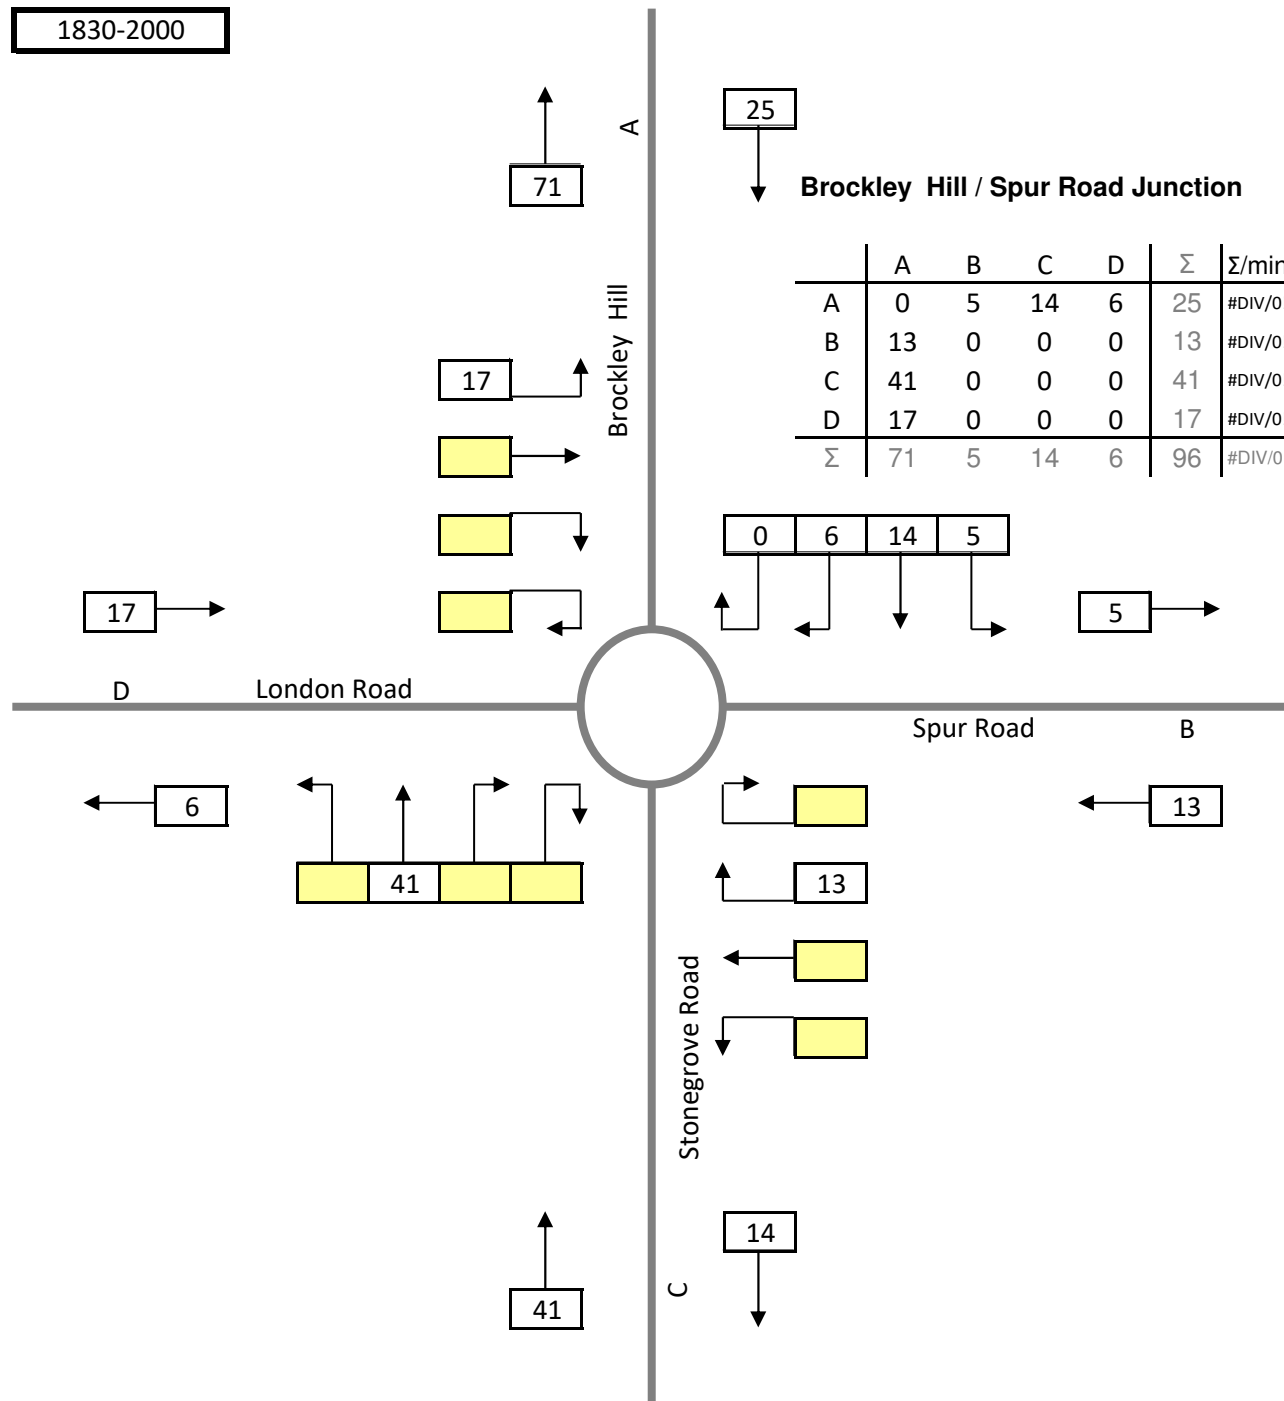 1830-2000
A
25
71
Brockley Hill / Spur Road Junction
A B C D Σ Σ/min
A 0 5 14 6 25 #DIV/0
B 13 0 0 0 13 #DIV/0
C 41 0 0 0 41 #DIV/0
D 17 0 0 0 17 #DIV/0
Σ 71 5 14 6 96 #DIV/0
Brockley Hill
17
0 6 14 5
17
5
D London Road
Spur Road B
6
13
41
13
Stonegrove Road
14
C
41